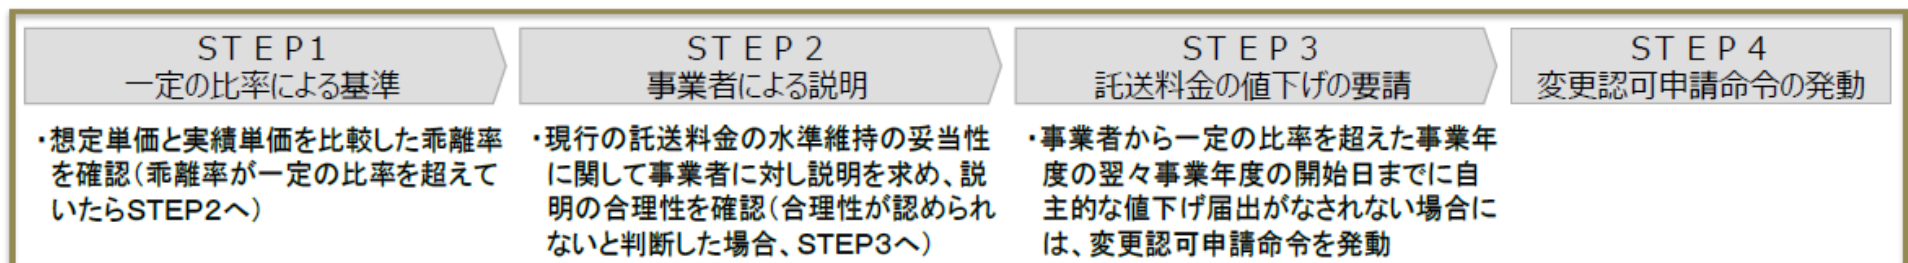 STEP1
一定の比率による基準
・想定単価と実績単価を比較した乖離率
を確認(乖離率が一定の比率を超えて
いたらSTEP2へ)
STEP2
事業者による説明
・現行の託送料金の水準維持の妥当性
に関して事業者に対し説明を求め、説
明の合理性を確認(合理性が認められ
ないと判断した場合、STEP3へ)
STEP3
託送料金の値下げの要請
・事業者から一定の比率を超えた事業年
度の翌々事業年度の開始日までに自
主的な値下げ届出がなされない場合に
は、変更認可申請命令を発動
STEP4
変更認可申請命令の発動